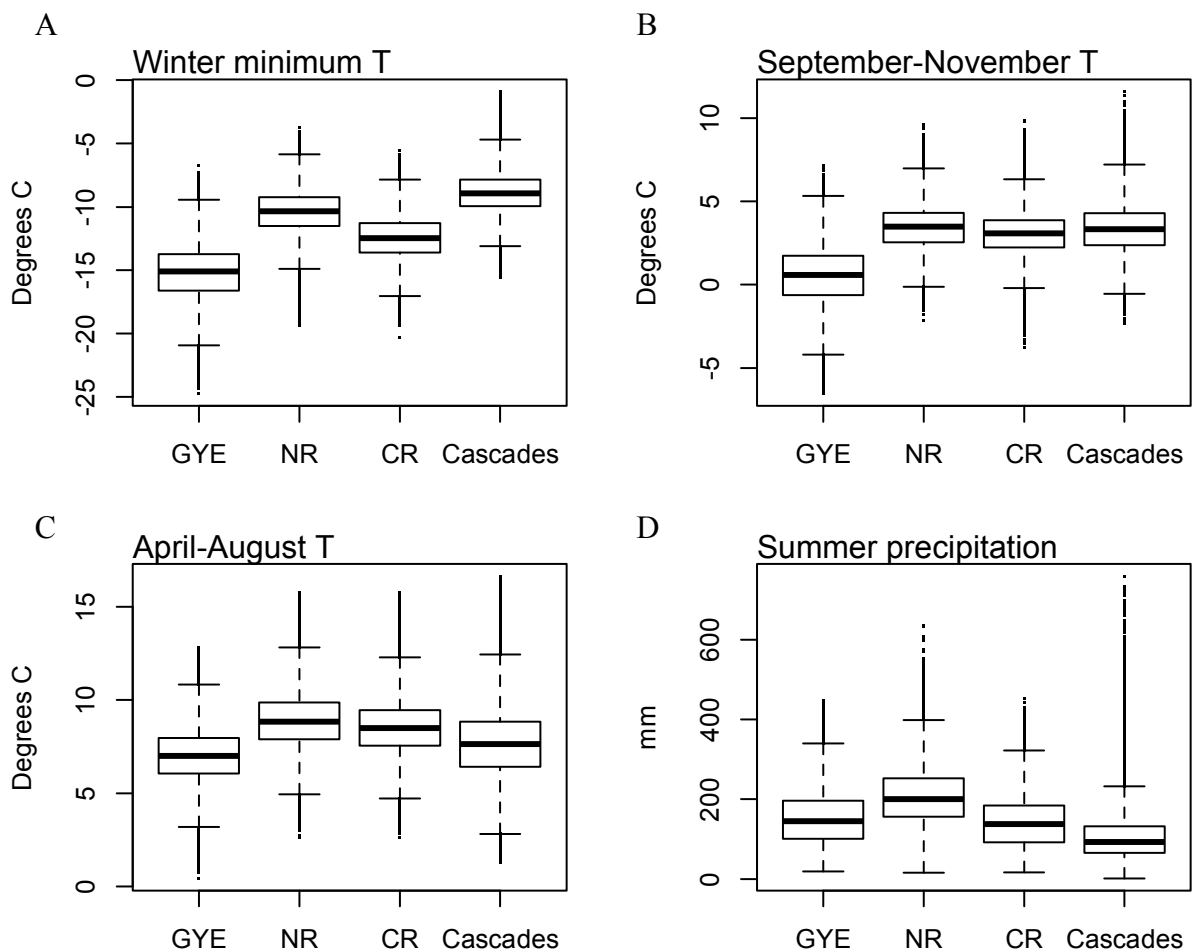 A
Winter minimum T
Degrees C
0
-5
-10
-15
-20
-25
GYE NR CR Cascades
B
September-November T
Degrees C
10
5
0
-5
GYE NR CR Cascades
C
April-August T
Degrees C
15
10
5
0
GYE NR CR Cascades
D
Summer precipitation
mm
600
400
200
0
GYE NR CR Cascades